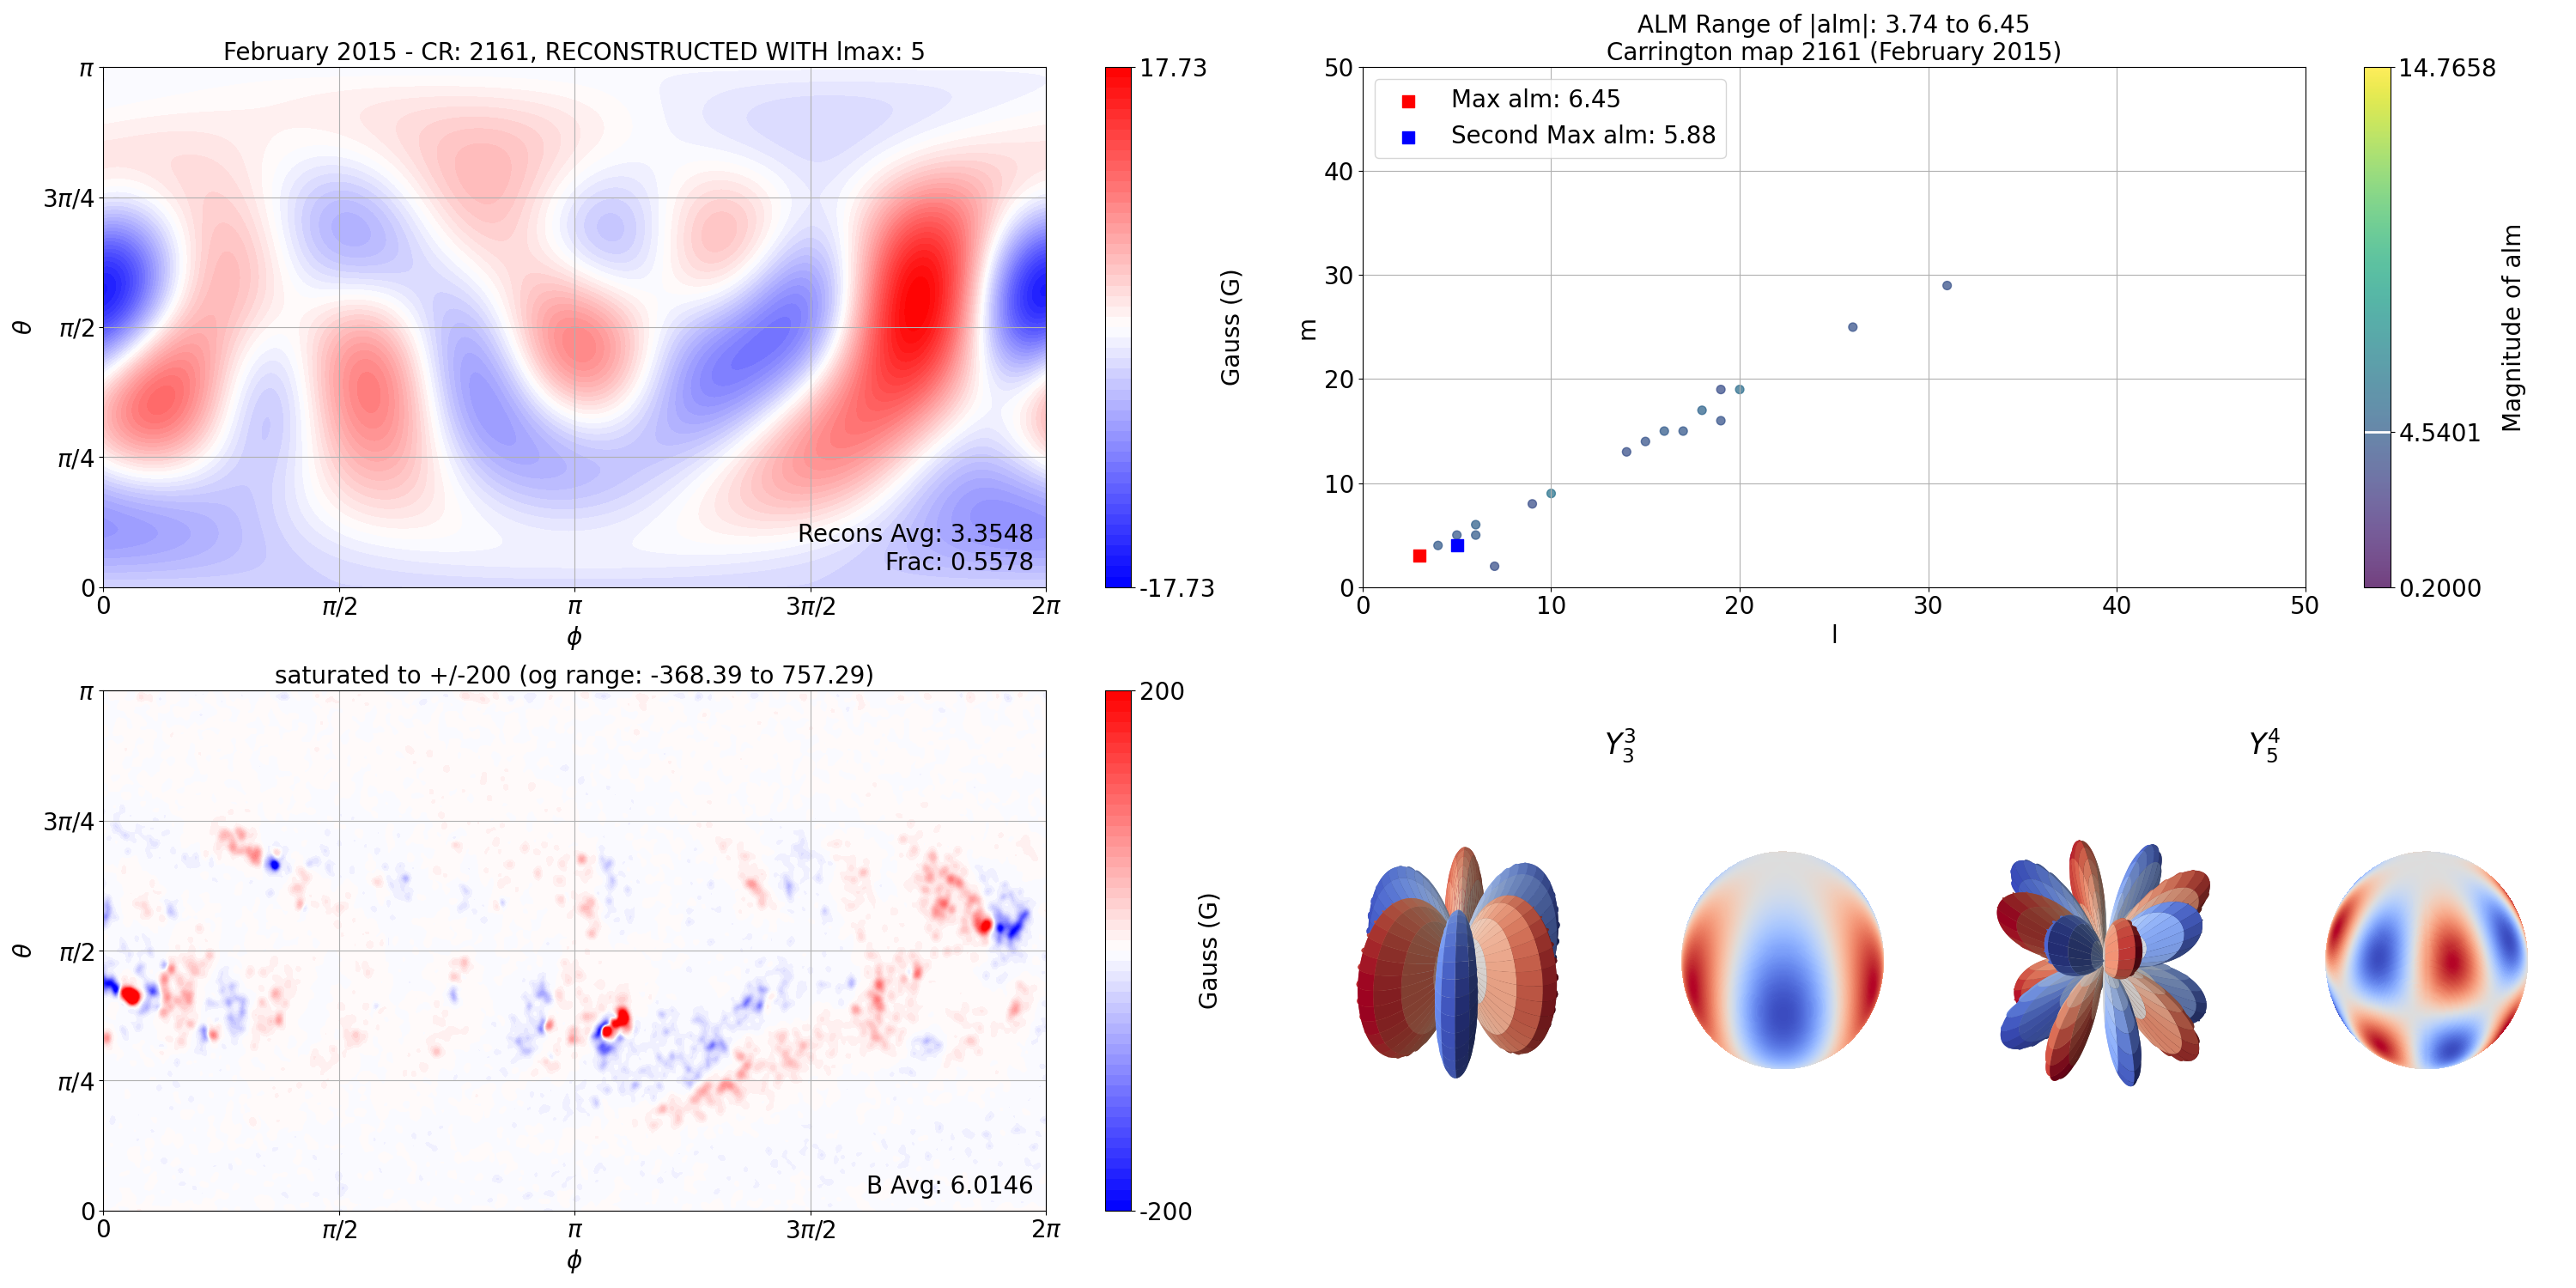 February 2015 - CR: 2161, RECONSTRUCTED WITH lmax: 5
π
3π/4
π/2
π/4
0
θ
0
π/2
π
3π/2
2π
ϕ
Recons Avg: 3.3548
Frac: 0.5578
17.73
-17.73
Gauss (G)
ALM Range of |alm|: 3.74 to 6.45
Carrington map 2161 (February 2015)
50
40
30
20
10
0
m
Max alm: 6.45
Second Max alm: 5.88
0
10
20
30
40
50
l
14.7658
4.5401
0.2000
Magnitude of alm
saturated to +/-200 (og range: -368.39 to 757.29)
π
3π/4
π/2
π/4
0
θ
B Avg: 6.0146
0
π/2
π
3π/2
2π
ϕ
200
-200
Gauss (G)
Y₃³
Y₅⁴